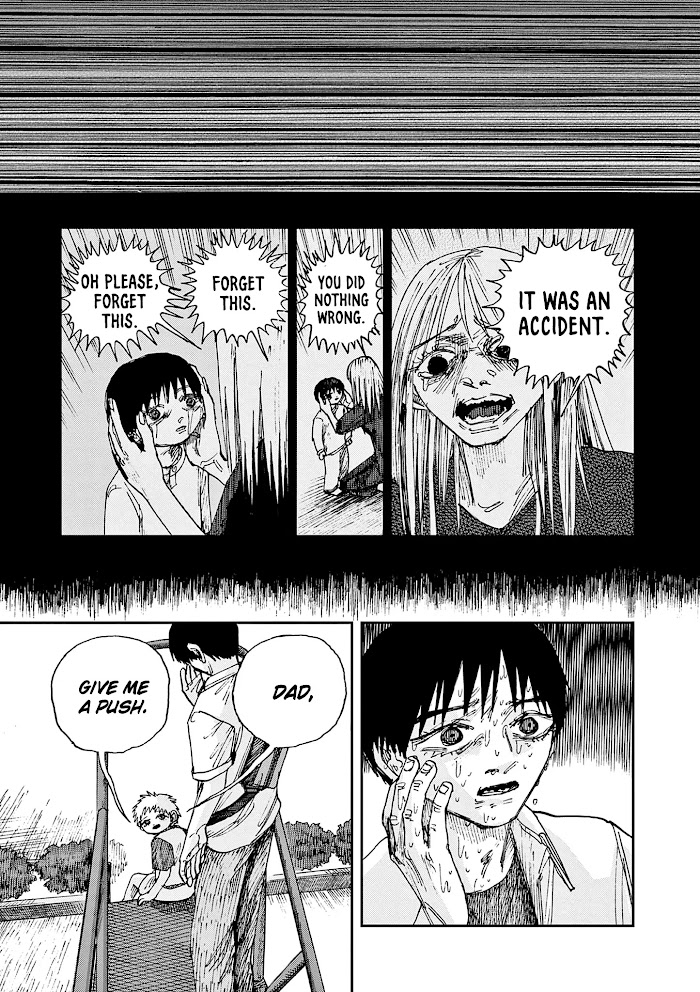 IT WAS AN
ACCIDENT.
YOU DID
NOTHING
WRONG.
FORGET
THIS.
OH PLEASE,
FORGET
THIS.
DAD,
GIVE ME
A PUSH.